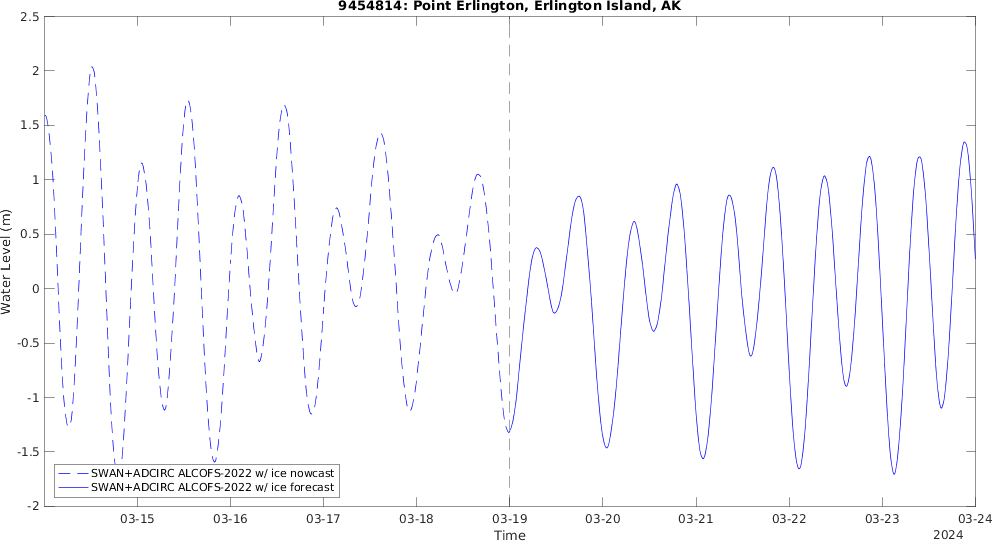 9454814: Point Erlington, Erlington Island, AK
2.5
2
1.5
1
0.5
0
-0.5
-1
-1.5
-2
Water Level (m)
SWAN+ADCIRC ALCOFS-2022 w/ ice nowcast
SWAN+ADCIRC ALCOFS-2022 w/ ice forecast
03-15 03-16 03-17 03-18 03-19 03-20 03-21 03-22 03-23 03-24
Time
2024